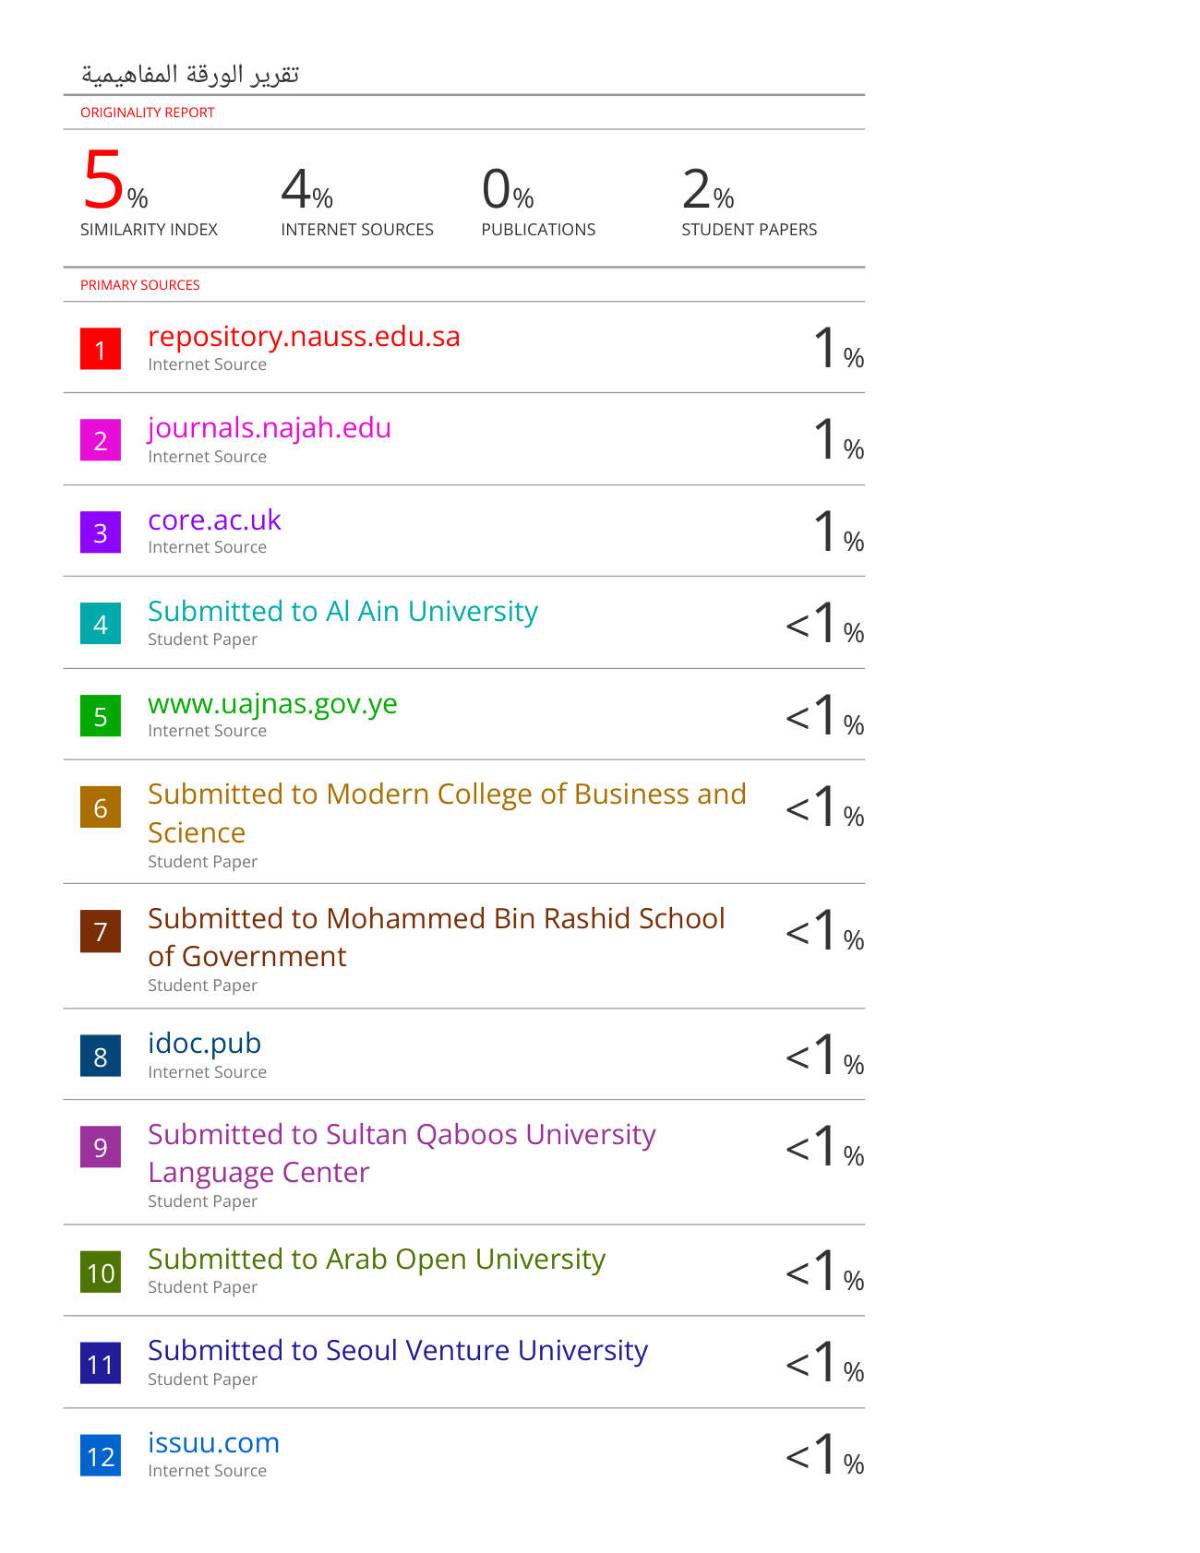 تقرير الورقة المفاهيمية
ORIGINALITY REPORT
5% 4% 0% 2%
SIMILARITY INDEX INTERNET SOURCES PUBLICATIONS STUDENT PAPERS
PRIMARY SOURCES
1 repository.nauss.edu.sa 1%
Internet Source
2 journals.najah.edu 1%
Internet Source
3 core.ac.uk 1%
Internet Source
4 Submitted to Al Ain University <1%
Student Paper
5 www.uajnas.gov.ye <1%
Internet Source
6 Submitted to Modern College of Business and <1%
Science
Student Paper
7 Submitted to Mohammed Bin Rashid School <1%
of Government
Student Paper
8 idoc.pub <1%
Internet Source
9 Submitted to Sultan Qaboos University <1%
Language Center
Student Paper
10 Submitted to Arab Open University <1%
Student Paper
11 Submitted to Seoul Venture University <1%
Student Paper
12 issuu.com <1%
Internet Source